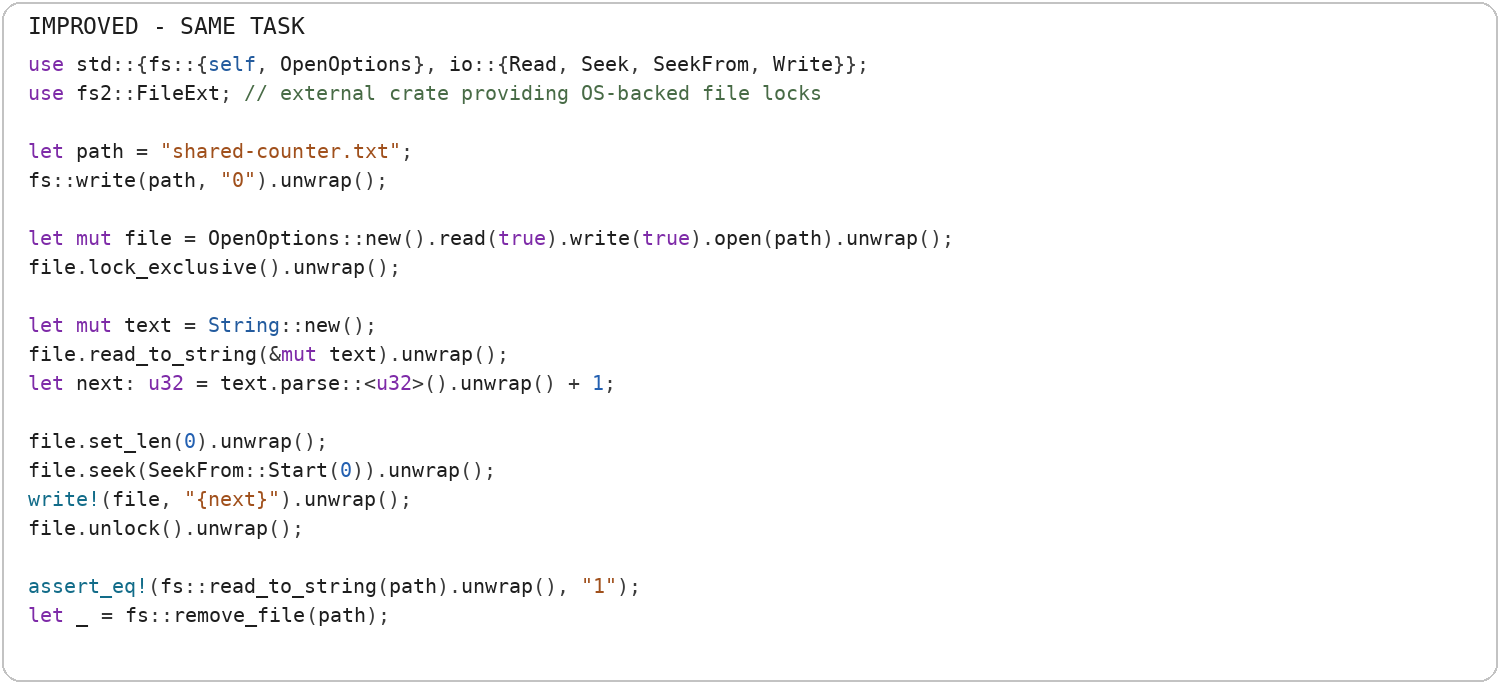 IMPROVED - SAME TASK
use std::{fs::{self, OpenOptions}, io::{Read, Seek, SeekFrom, Write}};
use fs2::FileExt; // external crate providing OS-backed file locks
let path = "shared-counter.txt";
fs::write(path, "0").unwrap();
let mut file = OpenOptions::new().read(true).write(true).open(path).unwrap();
file.lock_exclusive().unwrap();
let mut text = String::new();
file.read_to_string(&mut text).unwrap();
let next: u32 = text.parse::<u32>().unwrap() + 1;
file.set_len(0).unwrap();
file.seek(SeekFrom::Start(0)).unwrap();
write!(file, "{next}").unwrap();
file.unlock().unwrap();
assert_eq!(fs::read_to_string(path).unwrap(), "1");
let _ = fs::remove_file(path);